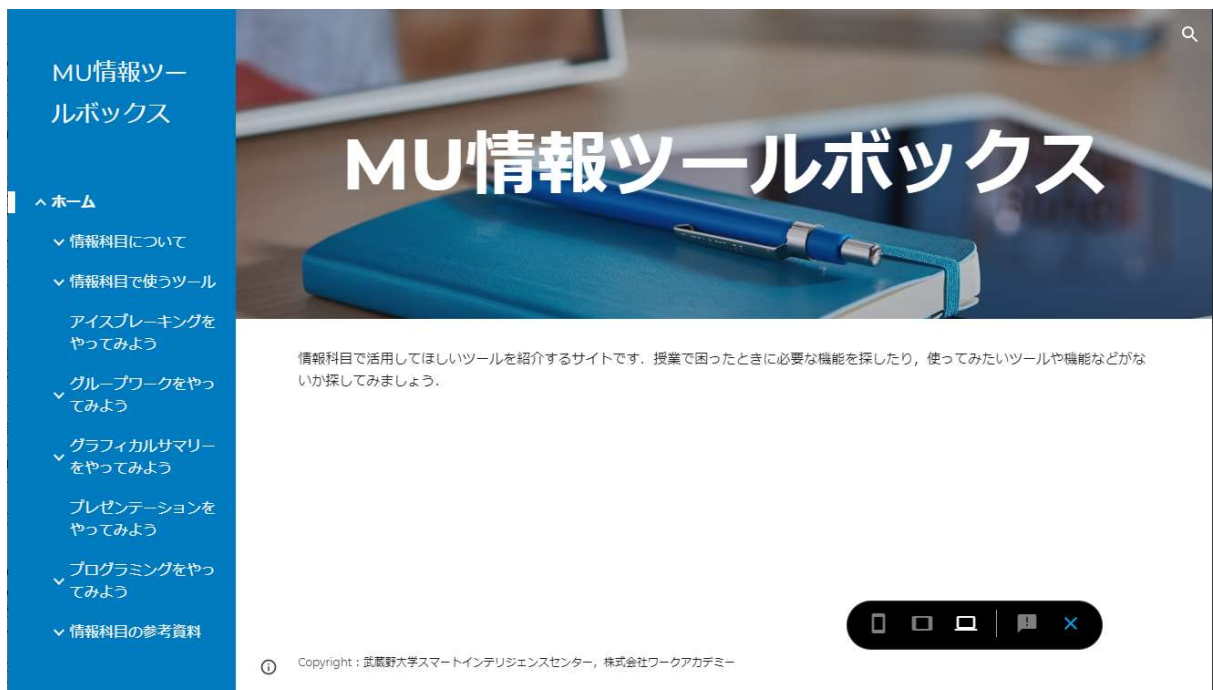 MU情報ツー
ルボックス
ホーム
情報科目について
情報科目で使うツール
アイスブレーキングを
やってみよう
グループワークをやっ
てみよう
グラフィカルサマリー
をやってみよう
プレゼンテーションを
やってみよう
プログラミングをやっ
てみよう
情報科目の参考資料
MU情報ツールボックス
情報科目で活用してほしいツールを紹介するサイトです．授業で困ったときに必要な機能を探したり，使ってみたいツールや機能などがな
いか探してみましょう．
Copyright：武蔵野大学スマートインテリジェンスセンター，株式会社ワークアカデミー